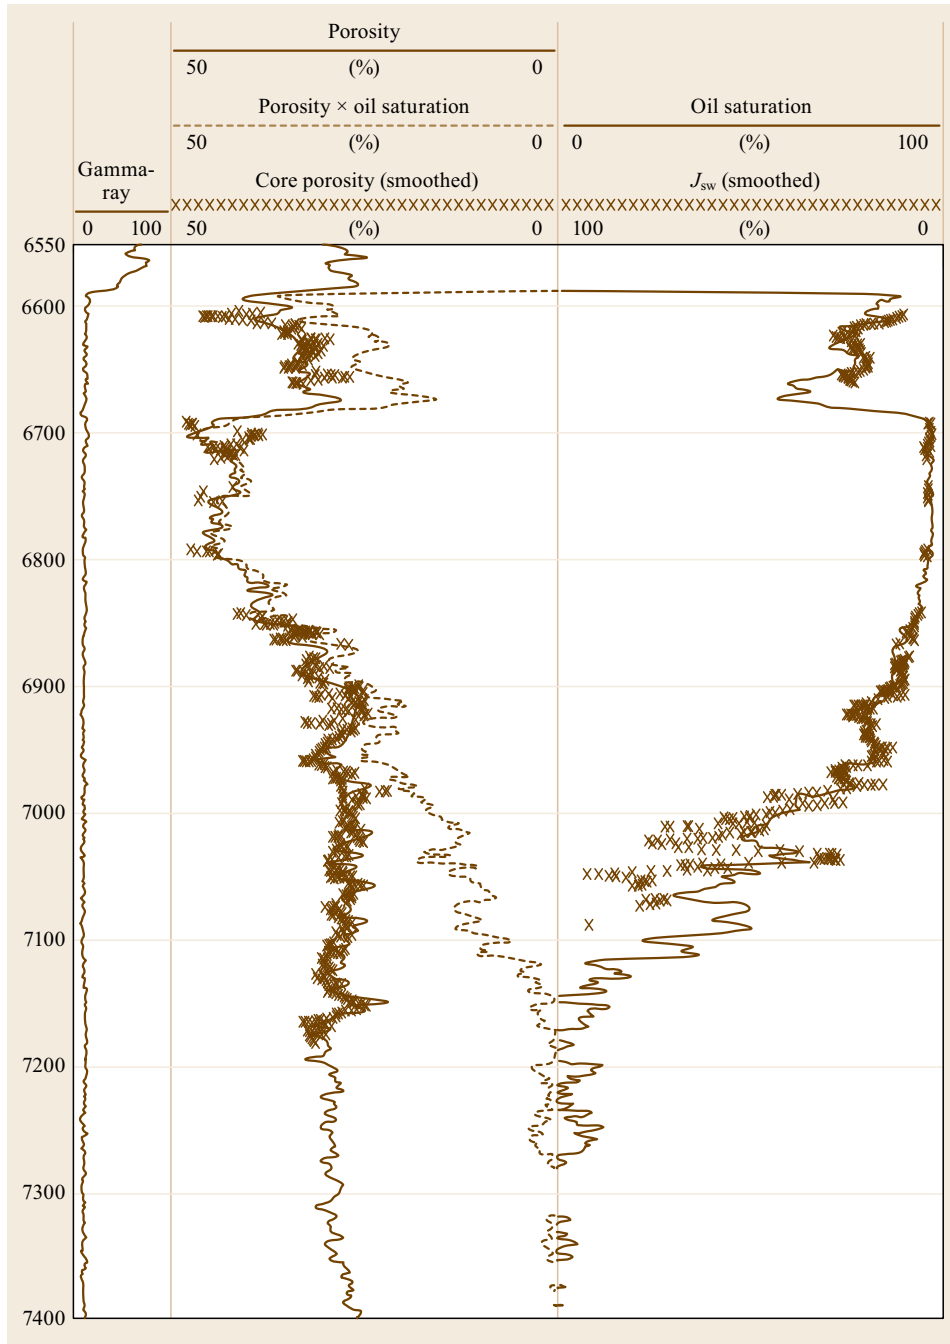 Porosity
50 (%) 0
Porosity × oil saturation
50 (%) 0
Oil saturation
0 (%) 100
Gamma-
ray
0 100
Core porosity (smoothed)
50 (%) 0
Jsw (smoothed)
100 (%) 0
6550
6600
6700
6800
6900
7000
7100
7200
7300
7400